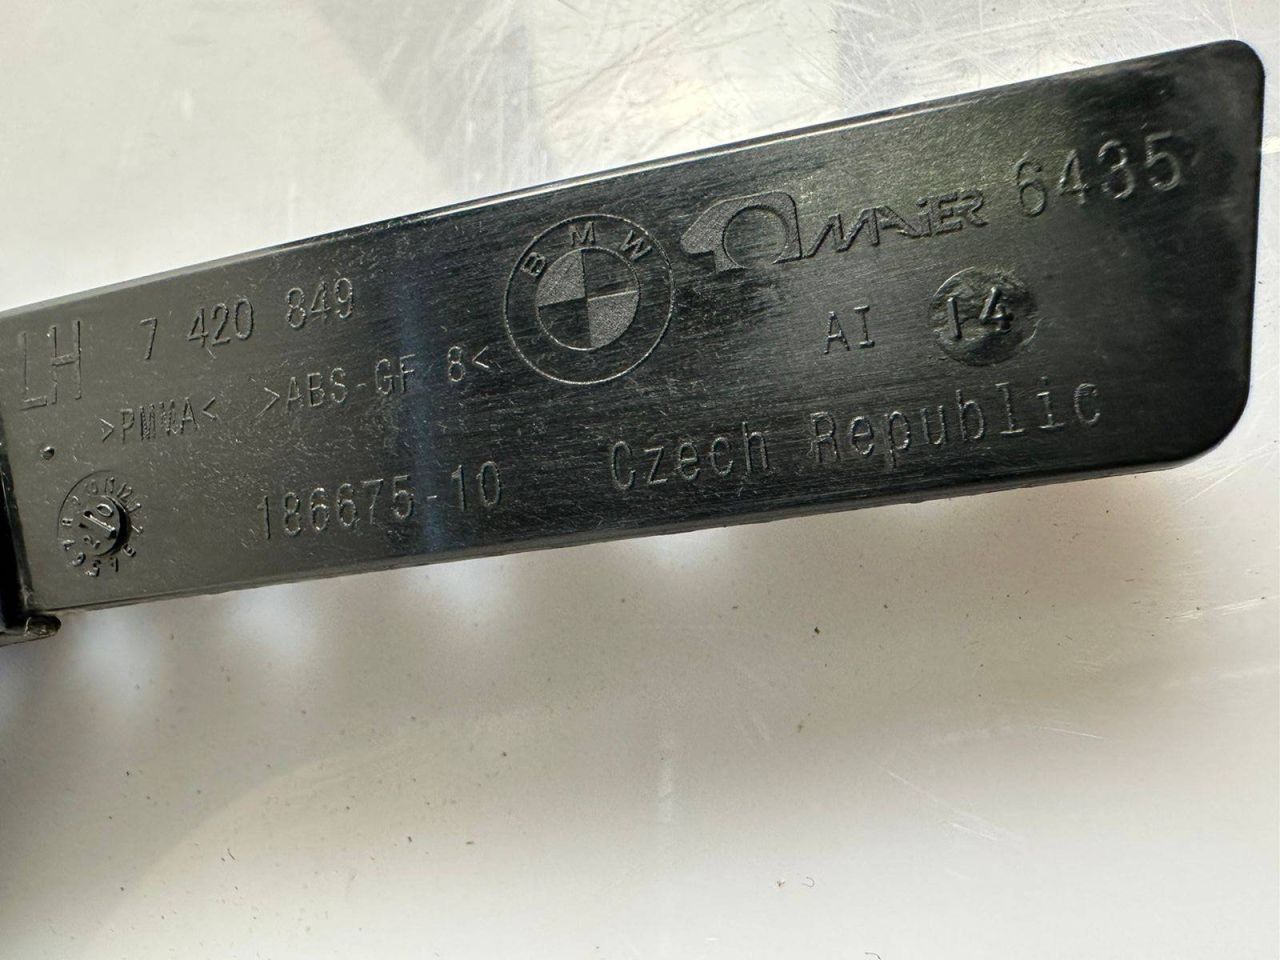 BMW MAIER 6435
LH 7 420 849
AI 14
>PMMA< >ABS-GF 8<
186675-10 Czech Republic